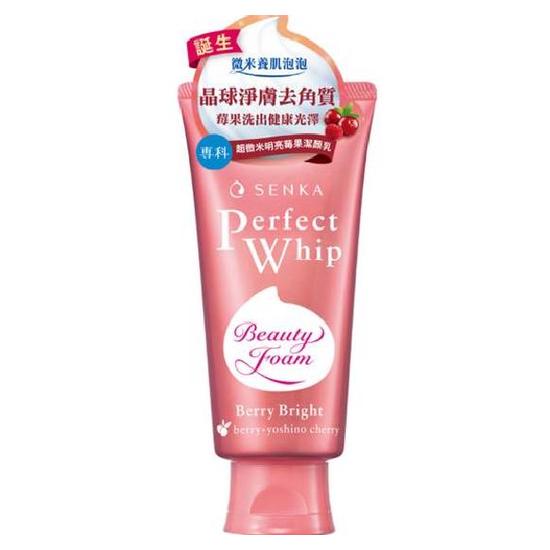 誕生
微米養肌泡泡
晶球淨膚去角質
莓果洗出健康光澤
專科
超微米明亮莓果潔顏乳
SENKA
Perfect
Whip
Beauty
Foam
Berry Bright
berry・yoshino cherry